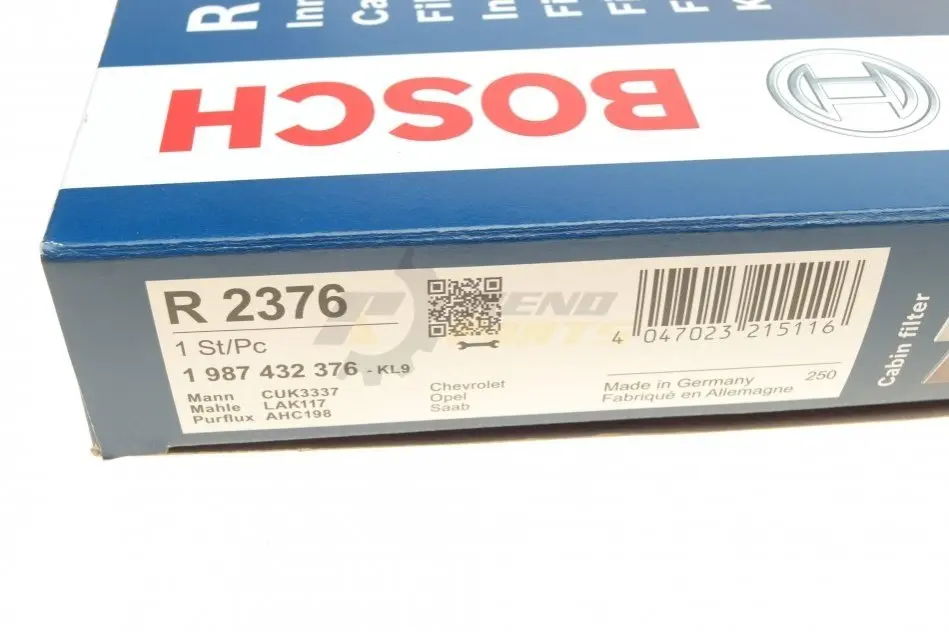 R
BOSCH
R 2376
1 St/Pc
1 987 432 376 - KL9
Mann CUK3337
Mahle LAK117
Purflux AHC198
Chevrolet
Opel
Saab
4 047023 215116
Made in Germany
Fabriqué en Allemagne
250
Cabin filter